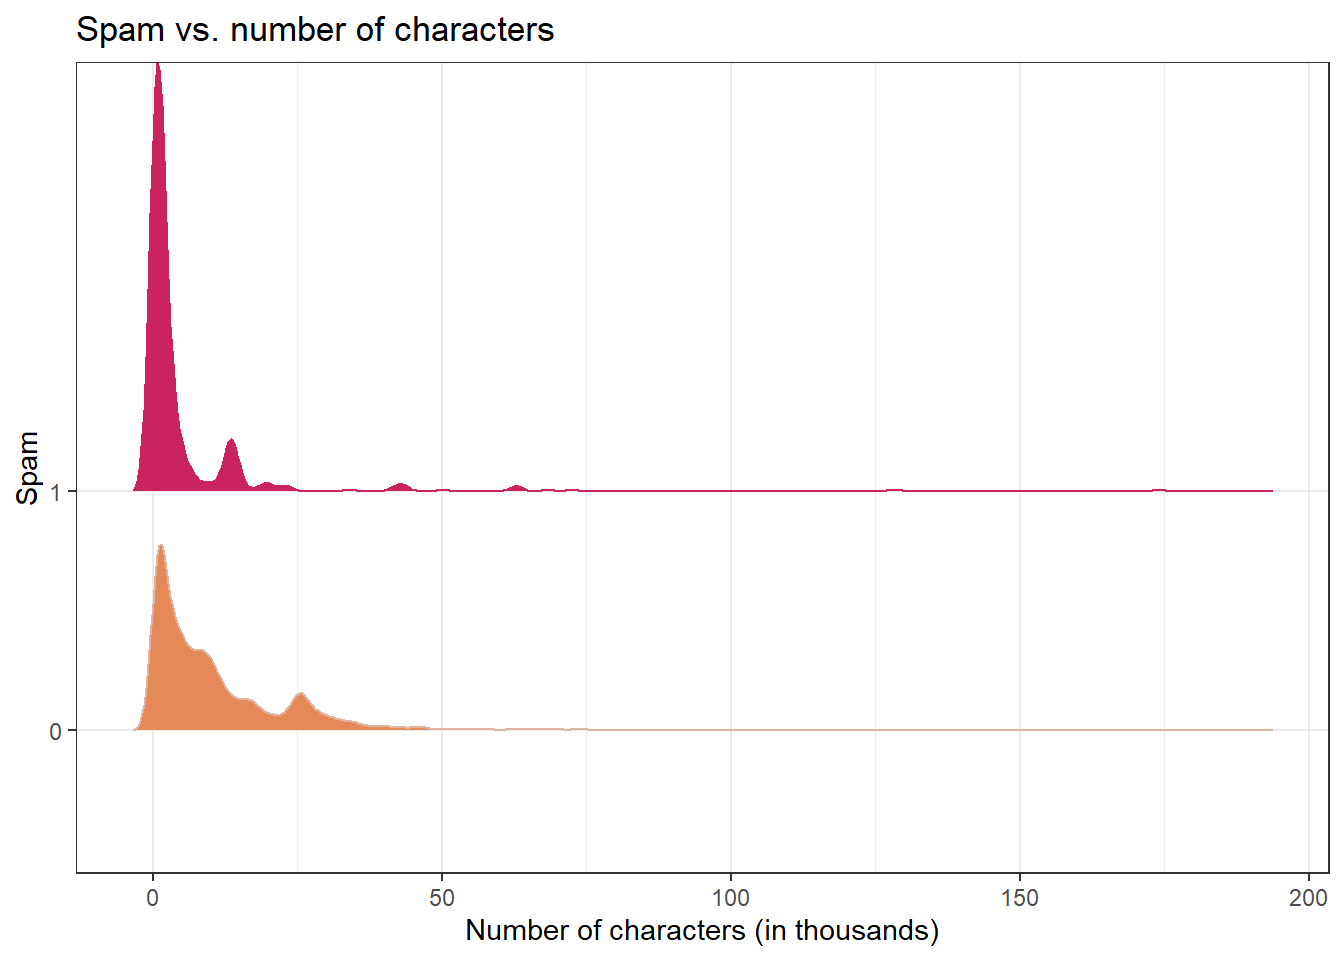 Spam vs. number of characters
Spam
1
0
0 50 100 150 200
Number of characters (in thousands)